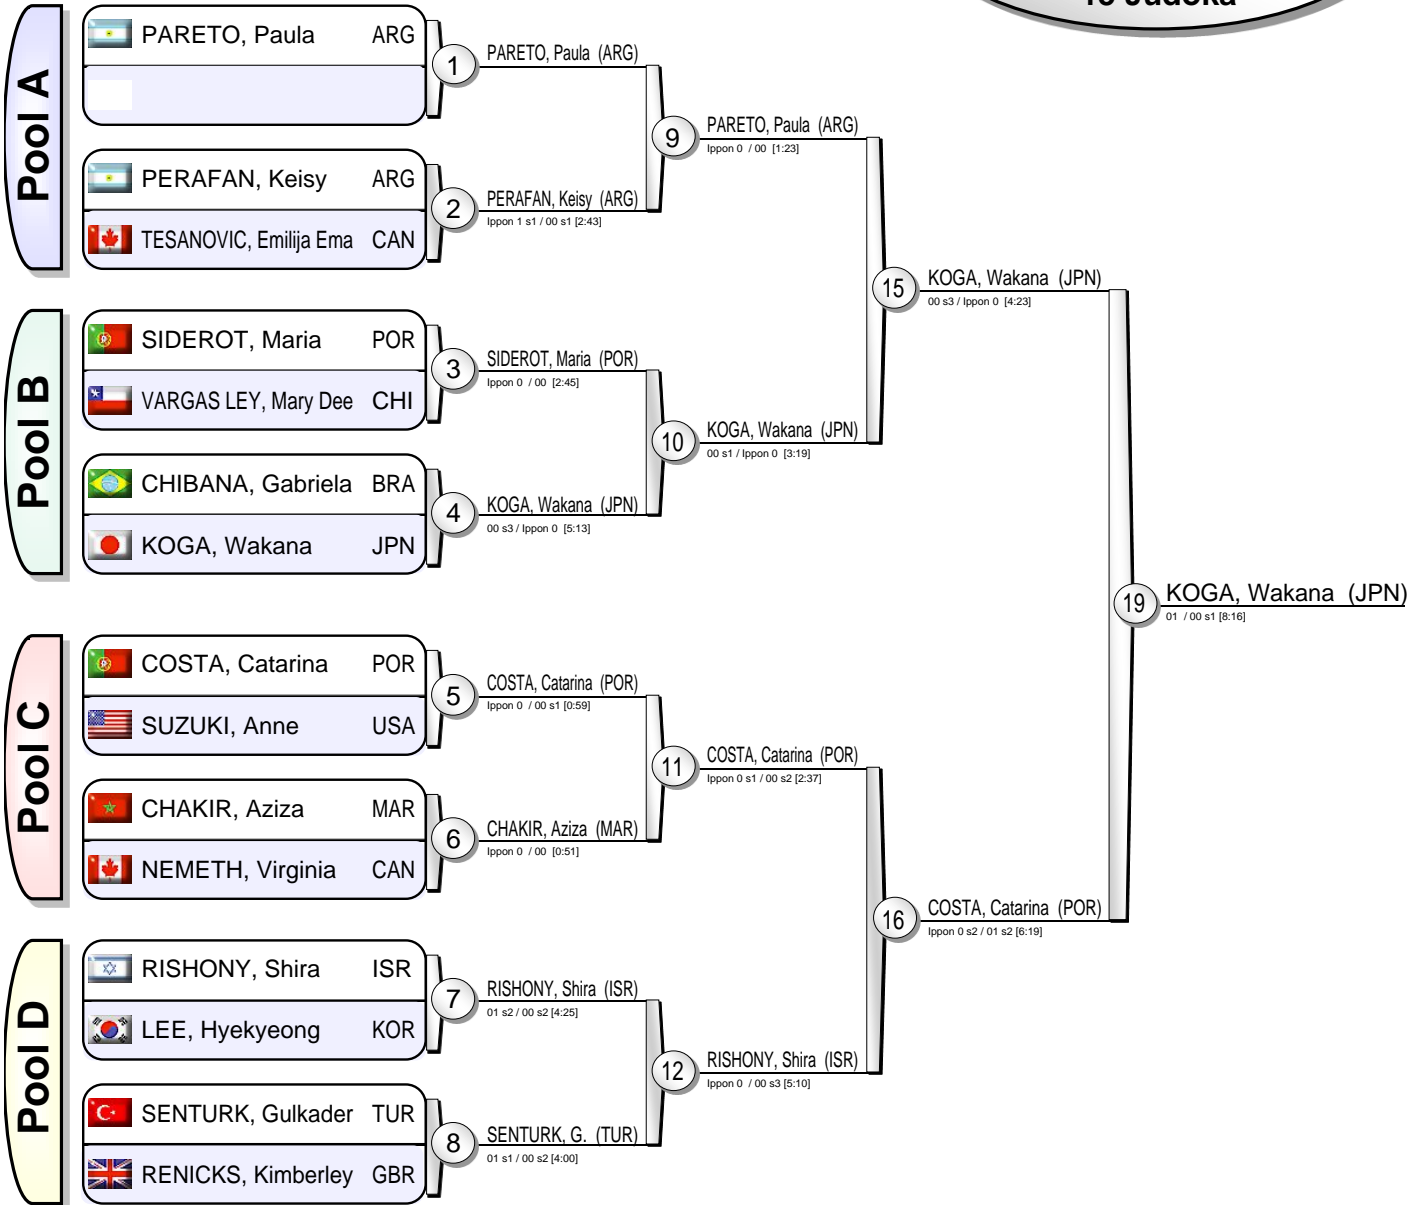 Pool A
PARETO, Paula ARG
PERAFAN, Keisy ARG
TESANOVIC, Emilija Ema CAN
1
PARETO, Paula (ARG)
2
PERAFAN, Keisy (ARG)
Ippon 1 s1 / 00 s1 [2:43]
9
PARETO, Paula (ARG)
Ippon 0 / 00 [1:23]
Pool B
SIDEROT, Maria POR
VARGAS LEY, Mary Dee CHI
CHIBANA, Gabriela BRA
KOGA, Wakana JPN
3
SIDEROT, Maria (POR)
Ippon 0 / 00 [2:45]
4
KOGA, Wakana (JPN)
00 s3 / Ippon 0 [5:13]
10
KOGA, Wakana (JPN)
00 s1 / Ippon 0 [3:19]
15
KOGA, Wakana (JPN)
00 s3 / Ippon 0 [4:23]
Pool C
COSTA, Catarina POR
SUZUKI, Anne USA
CHAKIR, Aziza MAR
NEMETH, Virginia CAN
5
COSTA, Catarina (POR)
Ippon 0 / 00 s1 [0:59]
6
CHAKIR, Aziza (MAR)
Ippon 0 / 00 [0:51]
11
COSTA, Catarina (POR)
Ippon 0 s1 / 00 s2 [2:37]
Pool D
RISHONY, Shira ISR
LEE, Hyekyeong KOR
SENTURK, Gulkader TUR
RENICKS, Kimberley GBR
7
RISHONY, Shira (ISR)
01 s2 / 00 s2 [4:25]
8
SENTURK, G. (TUR)
01 s1 / 00 s2 [4:00]
12
RISHONY, Shira (ISR)
Ippon 0 / 00 s3 [5:10]
16
COSTA, Catarina (POR)
Ippon 0 s2 / 01 s2 [6:19]
19
KOGA, Wakana (JPN)
01 / 00 s1 [8:16]